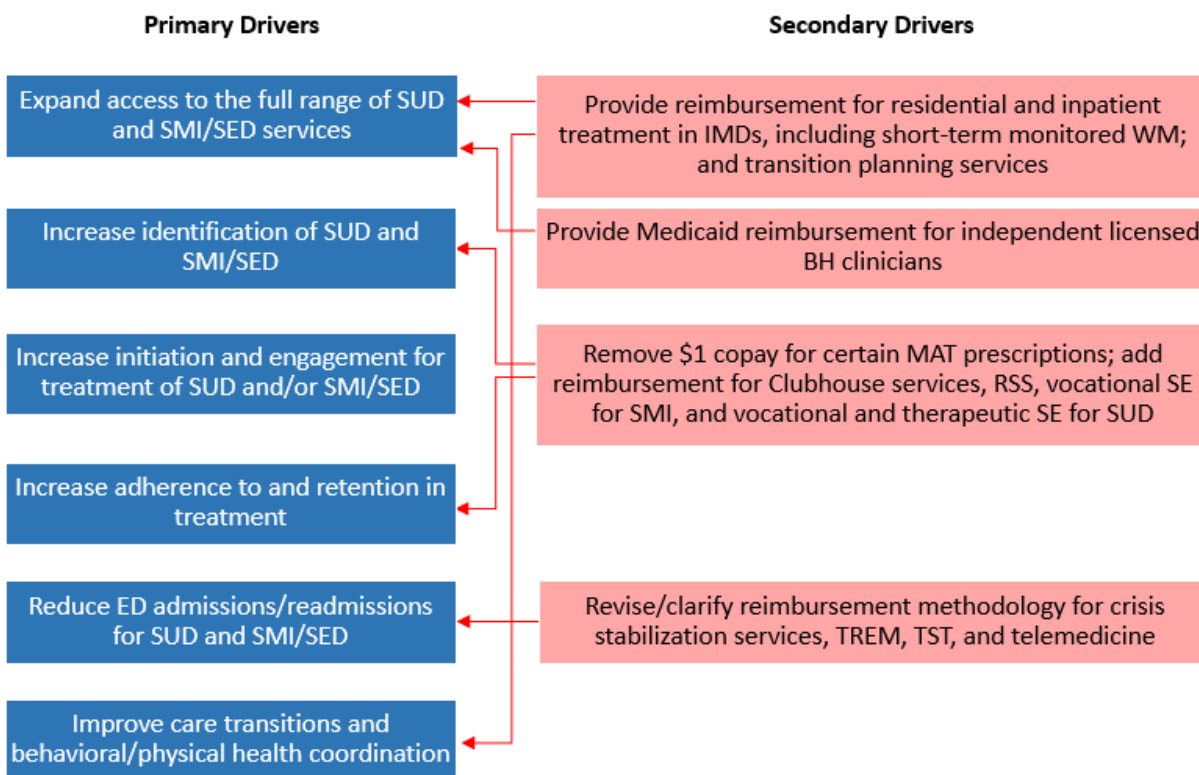 Primary Drivers
Secondary Drivers
Expand access to the full range of SUD
and SMI/SED services
Provide reimbursement for residential and inpatient
treatment in IMDs, including short-term monitored WM;
and transition planning services
Increase identification of SUD and
SMI/SED
Provide Medicaid reimbursement for independent licensed
BH clinicians
Increase initiation and engagement for
treatment of SUD and/or SMI/SED
Remove $1 copay for certain MAT prescriptions; add
reimbursement for Clubhouse services, RSS, vocational SE
for SMI, and vocational and therapeutic SE for SUD
Increase adherence to and retention in
treatment
Reduce ED admissions/readmissions
for SUD and SMI/SED
Revise/clarify reimbursement methodology for crisis
stabilization services, TREM, TST, and telemedicine
Improve care transitions and
behavioral/physical health coordination